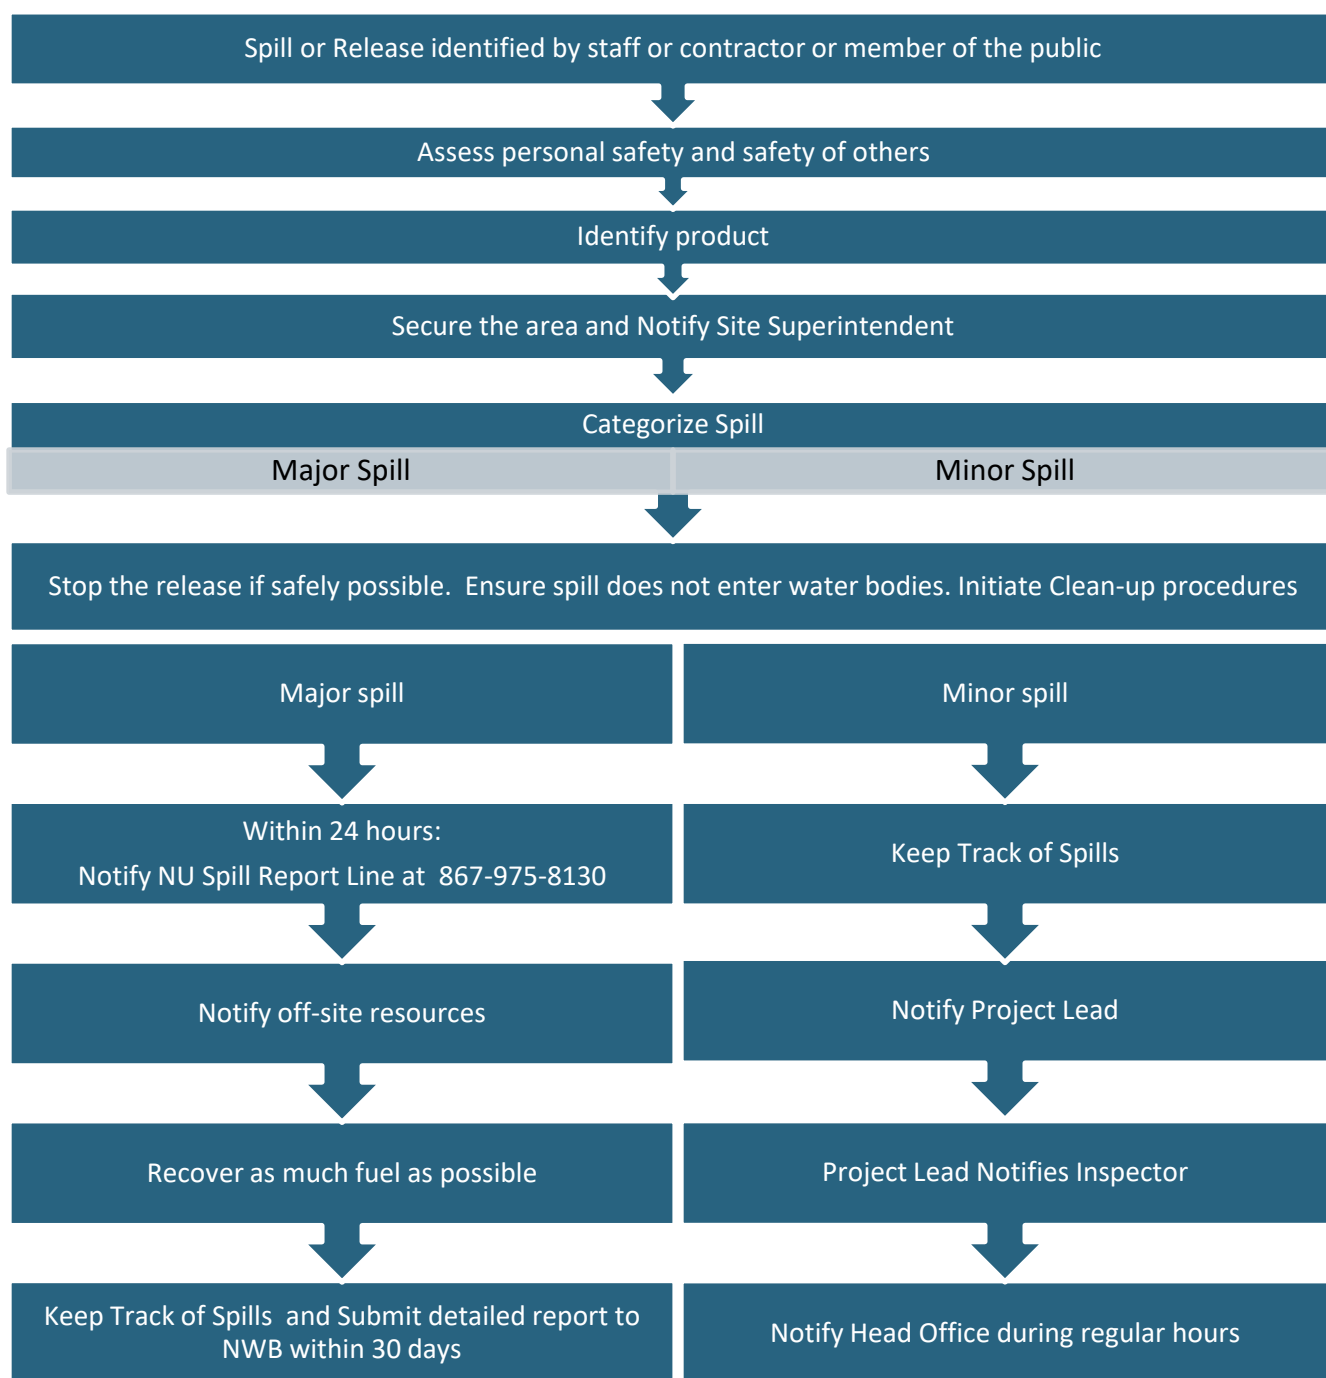 Spill or Release identified by staff or contractor or member of the public
Assess personal safety and safety of others
Identify product
Secure the area and Notify Site Superintendent
Categorize Spill
Major Spill
Minor Spill
Stop the release if safely possible.  Ensure spill does not enter water bodies. Initiate Clean-up procedures
Major spill
Within 24 hours:
Notify NU Spill Report Line at  867-975-8130
Notify off-site resources
Recover as much fuel as possible
Keep Track of Spills  and Submit detailed report to
NWB within 30 days
Minor spill
Keep Track of Spills
Notify Project Lead
Project Lead Notifies Inspector
Notify Head Office during regular hours